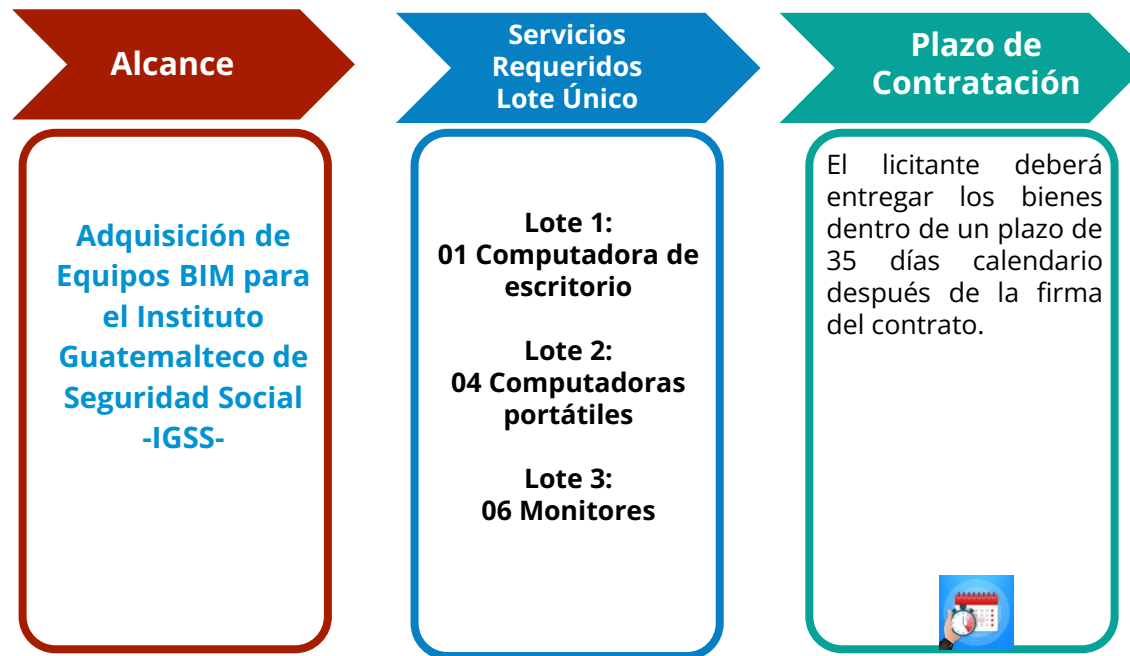 Alcance
Adquisición de
Equipos BIM para
el Instituto
Guatemalteco de
Seguridad Social
-IGSS-
Servicios
Requeridos
Lote Único
Lote 1:
01 Computadora de
escritorio
Lote 2:
04 Computadoras
portátiles
Lote 3:
06 Monitores
Plazo de
Contratación
El licitante deberá
entregar los bienes
dentro de un plazo de
35 días calendario
después de la firma
del contrato.